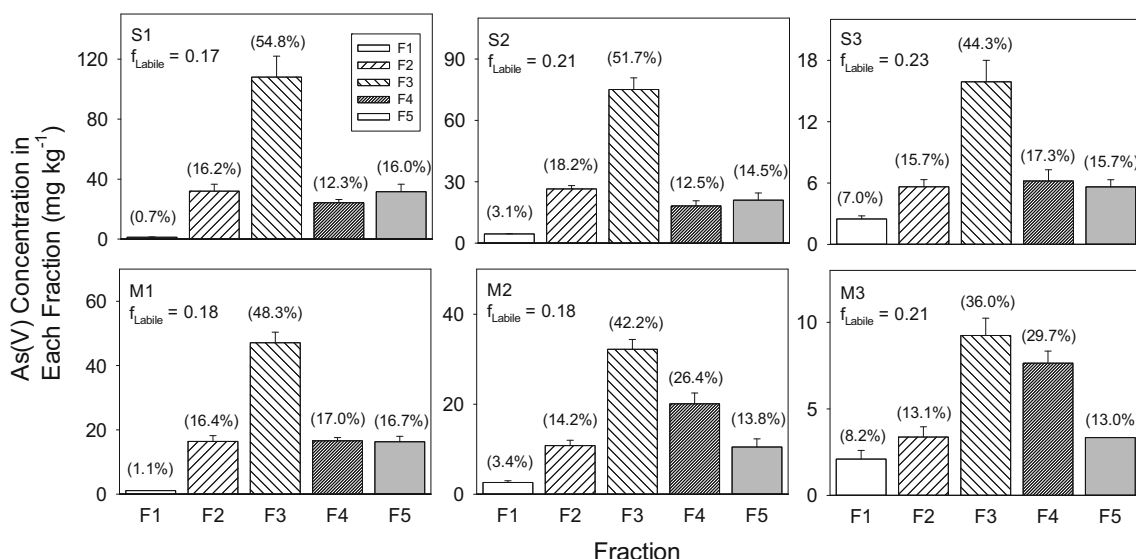 As(V) Concentration in
Each Fraction (mg kg⁻¹)
S1
f_Labile = 0.17
120
80
40
0
(0.7%)
(16.2%)
(54.8%)
(12.3%)
(16.0%)
F1
F2
F3
F4
F5
S2
f_Labile = 0.21
90
60
30
0
(3.1%)
(18.2%)
(51.7%)
(12.5%)
(14.5%)
S3
f_Labile = 0.23
18
12
6
0
(7.0%)
(15.7%)
(44.3%)
(17.3%)
(15.7%)
M1
f_Labile = 0.18
60
40
20
0
(1.1%)
(16.4%)
(48.3%)
(17.0%)
(16.7%)
F1 F2 F3 F4 F5
M2
f_Labile = 0.18
40
20
0
(3.4%)
(14.2%)
(42.2%)
(26.4%)
(13.8%)
F1 F2 F3 F4 F5
M3
f_Labile = 0.21
10
5
0
(8.2%)
(13.1%)
(36.0%)
(29.7%)
(13.0%)
F1 F2 F3 F4 F5
Fraction